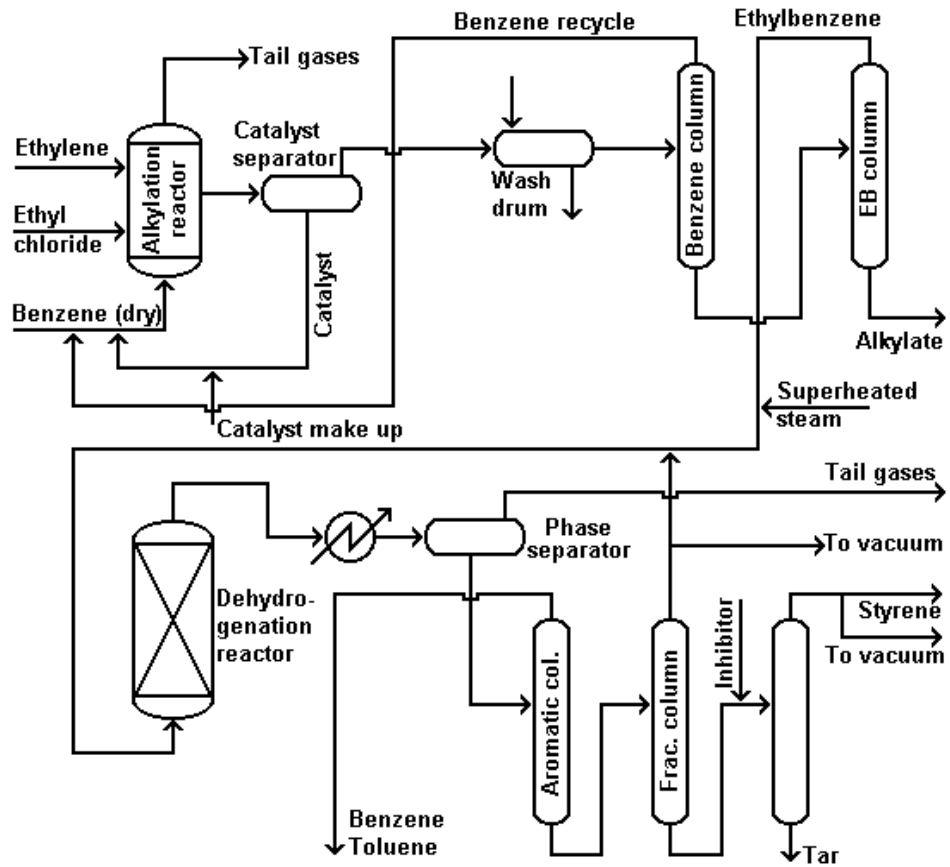 Benzene recycle
Ethylbenzene
Tail gases
Ethylene
Catalyst
separator
Alkylation
reactor
Ethyl
chloride
Wash
drum
Benzene column
EB column
Catalyst
Benzene (dry)
Alkylate
Catalyst make up
Superheated
steam
Tail gases
Phase
separator
To vacuum
Dehydro-
genation
reactor
Inhibitor
Styrene
To vacuum
Aromatic col.
Frac. column
Benzene
Toluene
Tar